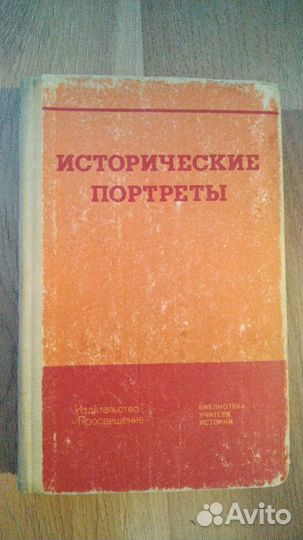 ИСТОРИЧЕСКИЕ
ПОРТРЕТЫ
Издательство
«Просвещение»
БИБЛИОТЕКА
УЧИТЕЛЯ
ИСТОРИИ
Avito